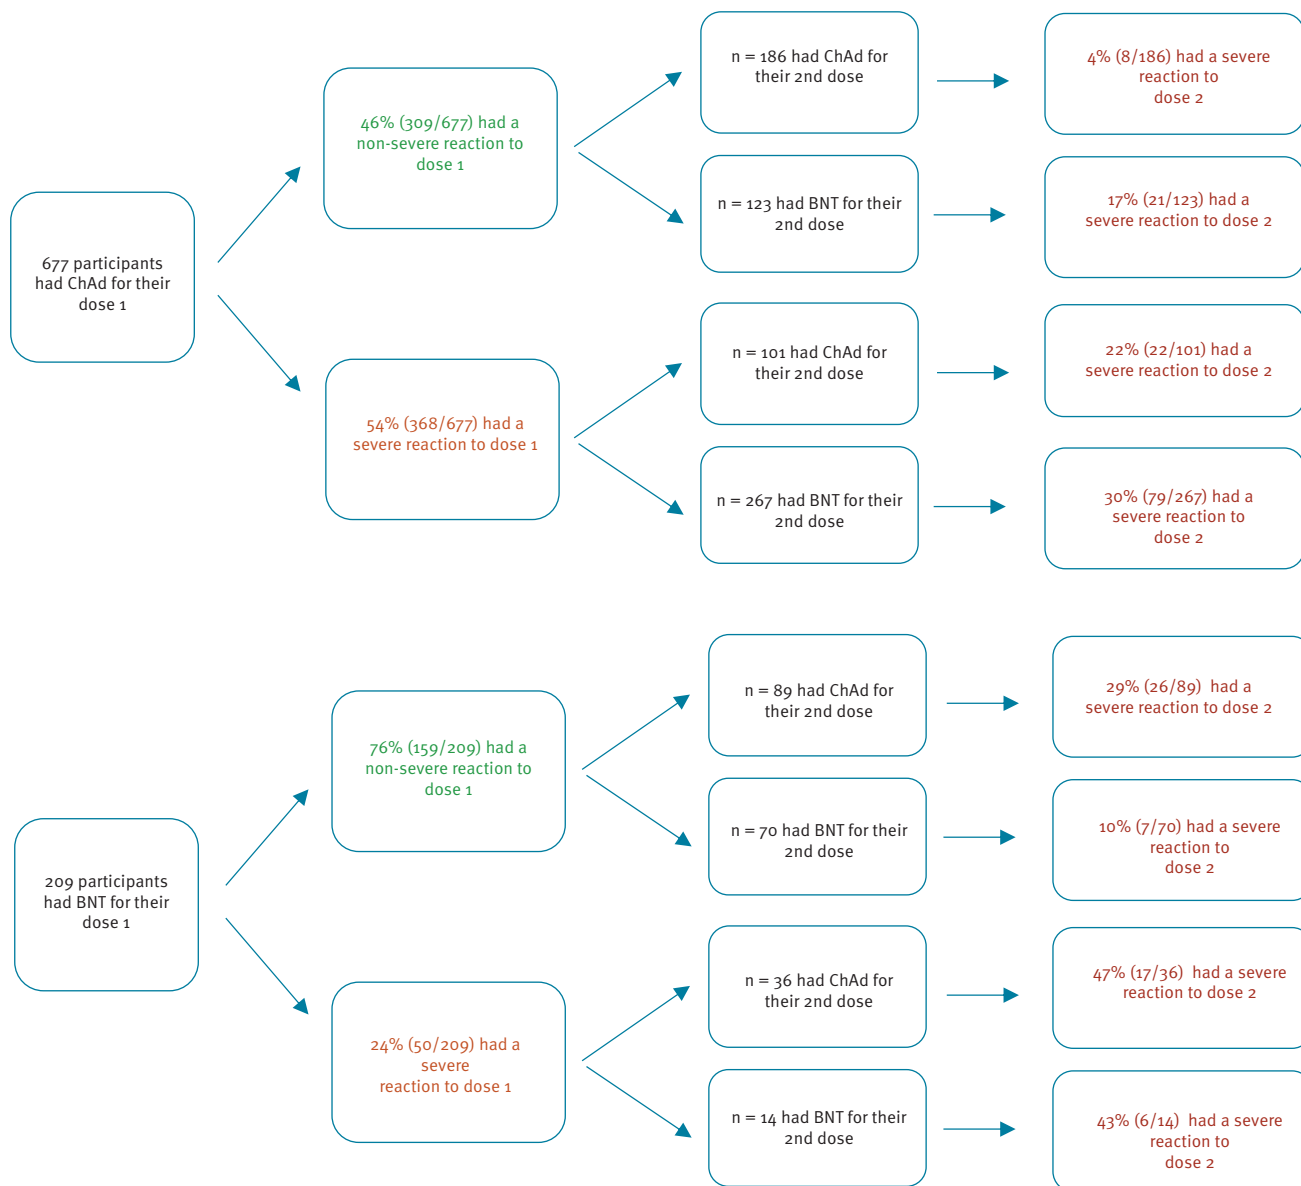 677 participants
had ChAd for their
dose 1
46% (309/677) had a
non-severe reaction to
dose 1
n = 186 had ChAd for
their 2nd dose
4% (8/186) had a severe
reaction to
dose 2
n = 123 had BNT for their
2nd dose
17% (21/123) had a
severe reaction to dose 2
54% (368/677) had a
severe reaction to dose 1
n = 101 had ChAd for
their 2nd dose
22% (22/101) had a
severe reaction to dose 2
n = 267 had BNT for their
2nd dose
30% (79/267) had a
severe reaction to
dose 2
209 participants
had BNT for their
dose 1
76% (159/209) had a
non-severe reaction to
dose 1
n = 89 had ChAd for
their 2nd dose
29% (26/89) had a
severe reaction to dose 2
n = 70 had BNT for their
2nd dose
10% (7/70) had a severe
reaction to
dose 2
24% (50/209) had a
severe
reaction to dose 1
n = 36 had ChAd for
their 2nd dose
47% (17/36) had a severe
reaction to dose 2
n = 14 had BNT for their
2nd dose
43% (6/14) had a severe
reaction to
dose 2